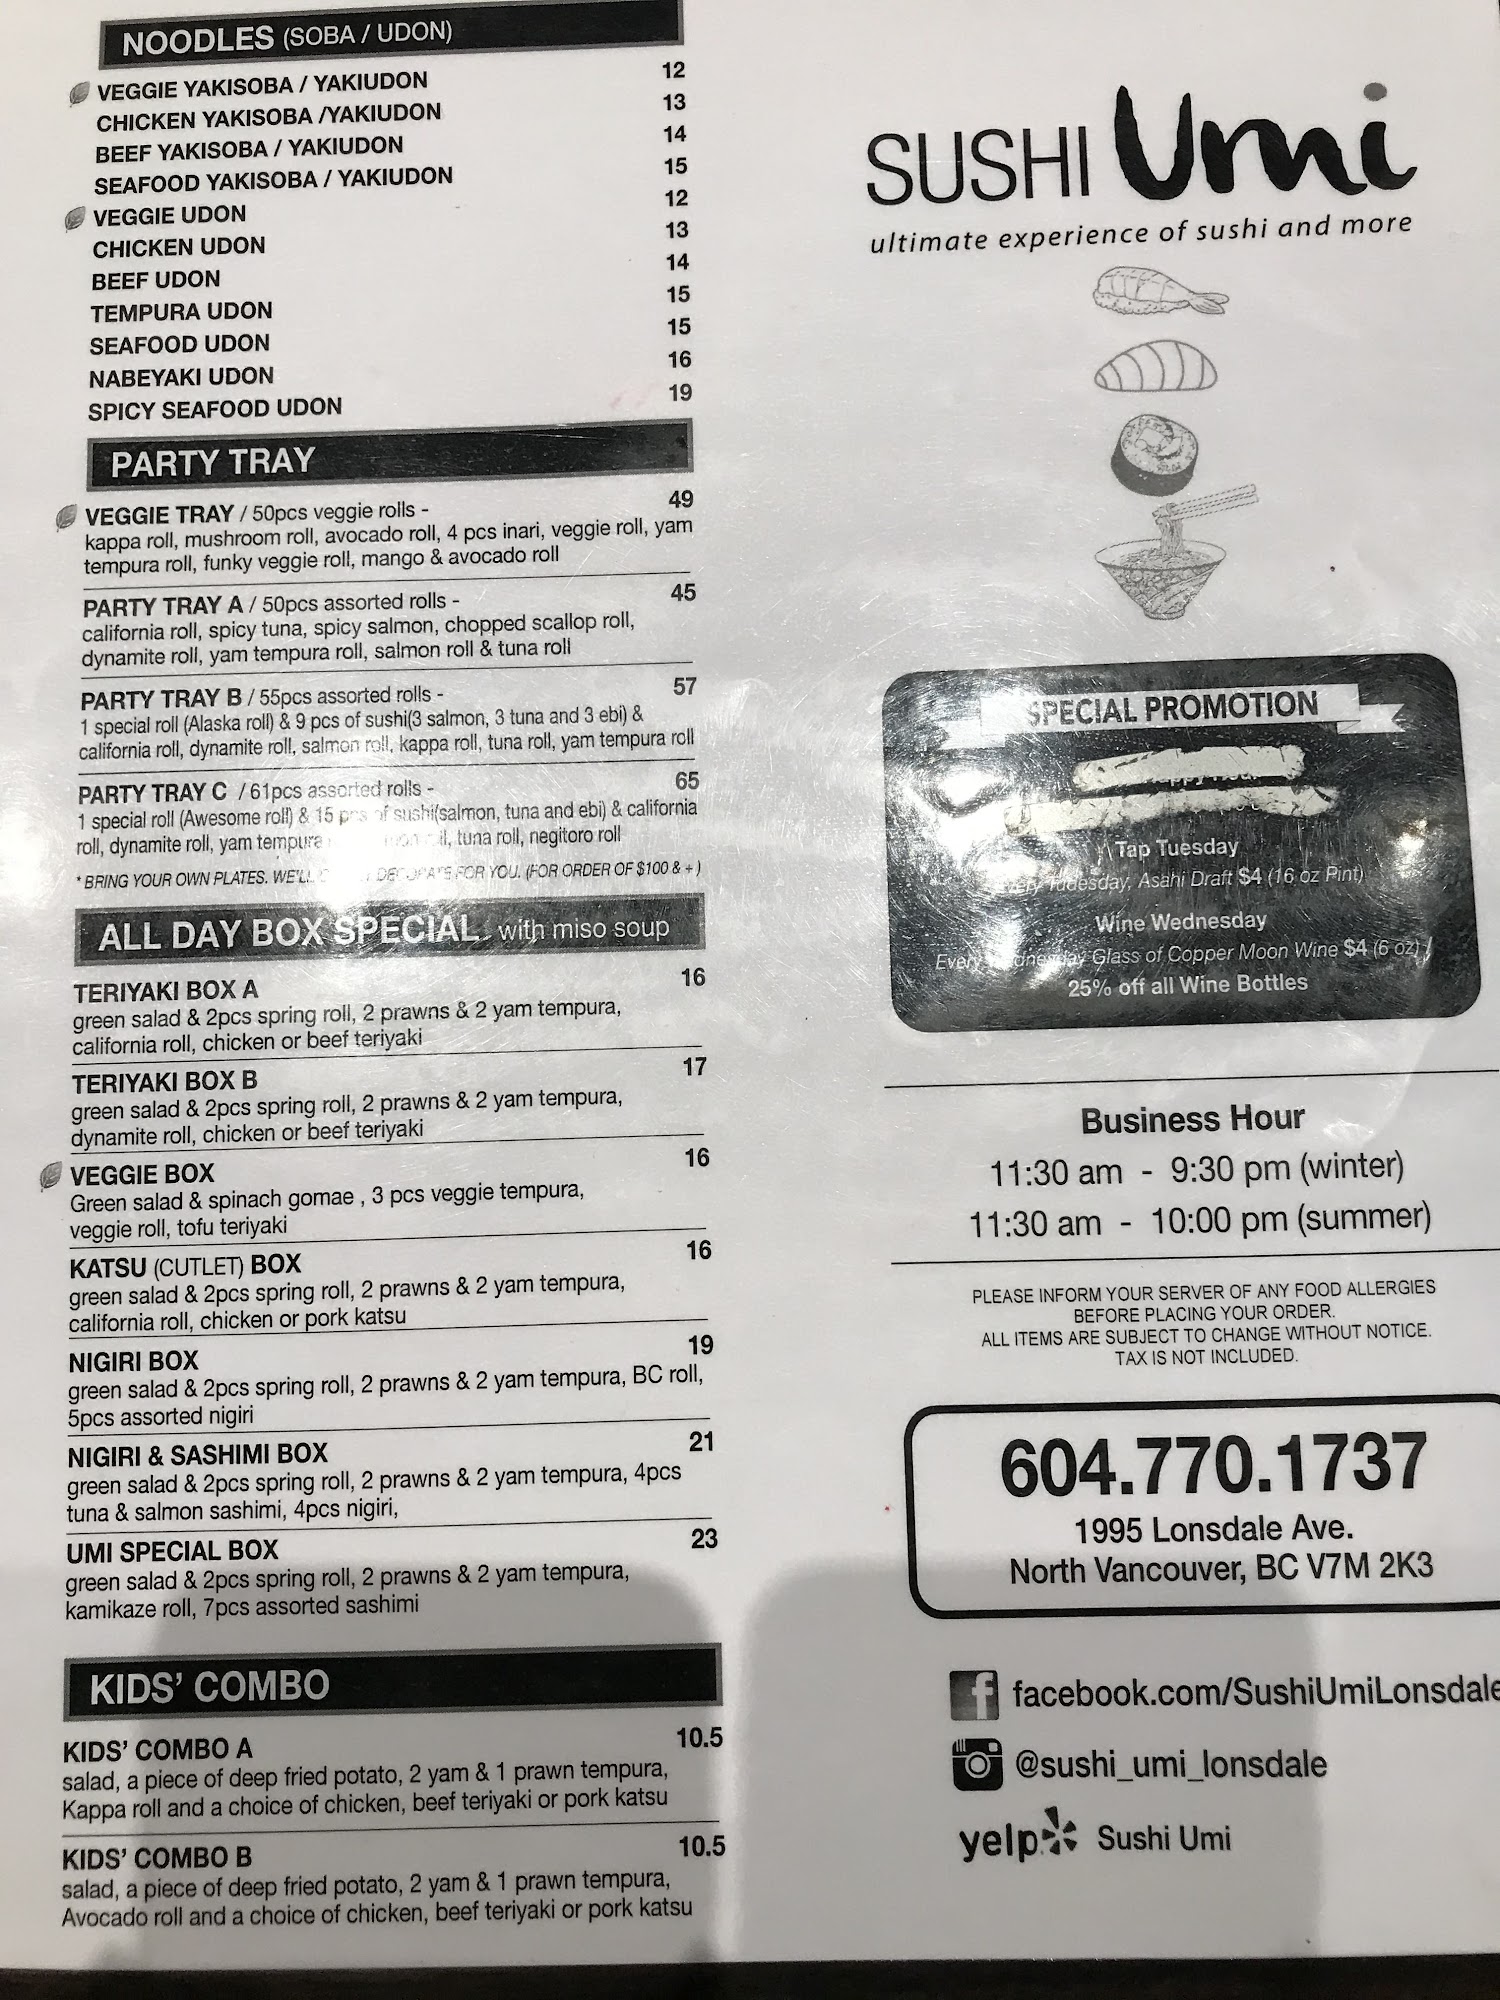 NOODLES (SOBA / UDON)
VEGGIE YAKISOBA / YAKIUDON 12
CHICKEN YAKISOBA /YAKIUDON 13
BEEF YAKISOBA / YAKIUDON 14
SEAFOOD YAKISOBA / YAKIUDON 15
VEGGIE UDON 12
CHICKEN UDON 13
BEEF UDON 14
TEMPURA UDON 15
SEAFOOD UDON 15
NABEYAKI UDON 16
SPICY SEAFOOD UDON 19
PARTY TRAY
VEGGIE TRAY / 50pcs veggie rolls - 49
kappa roll, mushroom roll, avocado roll, 4 pcs inari, veggie roll, yam
tempura roll, funky veggie roll, mango & avocado roll
PARTY TRAY A / 50pcs assorted rolls - 45
california roll, spicy tuna, spicy salmon, chopped scallop roll,
dynamite roll, yam tempura roll, salmon roll & tuna roll
PARTY TRAY B / 55pcs assorted rolls - 57
1 special roll (Alaska roll) & 9 pcs of sushi(3 salmon, 3 tuna and 3 ebi) &
california roll, dynamite roll, salmon roll, kappa roll, tuna roll, yam tempura roll
PARTY TRAY C / 61pcs assorted rolls - 65
1 special roll (Awesome roll) & 15 pcs of sushi(salmon, tuna and ebi) & california
roll, dynamite roll, yam tempura tuna roll, negitoro roll
* BRING YOUR OWN PLATES. WE'LL DECORATE FOR YOU. (FOR ORDER OF $100 & + )
ALL DAY BOX SPECIAL with miso soup
TERIYAKI BOX A 16
green salad & 2pcs spring roll, 2 prawns & 2 yam tempura,
california roll, chicken or beef teriyaki
TERIYAKI BOX B 17
green salad & 2pcs spring roll, 2 prawns & 2 yam tempura,
dynamite roll, chicken or beef teriyaki
VEGGIE BOX 16
Green salad & spinach gomae , 3 pcs veggie tempura,
veggie roll, tofu teriyaki
KATSU (CUTLET) BOX 16
green salad & 2pcs spring roll, 2 prawns & 2 yam tempura,
california roll, chicken or pork katsu
NIGIRI BOX 19
green salad & 2pcs spring roll, 2 prawns & 2 yam tempura, BC roll,
5pcs assorted nigiri
NIGIRI & SASHIMI BOX 21
green salad & 2pcs spring roll, 2 prawns & 2 yam tempura, 4pcs
tuna & salmon sashimi, 4pcs nigiri,
UMI SPECIAL BOX 23
green salad & 2pcs spring roll, 2 prawns & 2 yam tempura,
kamikaze roll, 7pcs assorted sashimi
KIDS' COMBO
KIDS' COMBO A 10.5
salad, a piece of deep fried potato, 2 yam & 1 prawn tempura,
Kappa roll and a choice of chicken, beef teriyaki or pork katsu
KIDS' COMBO B 10.5
salad, a piece of deep fried potato, 2 yam & 1 prawn tempura,
Avocado roll and a choice of chicken, beef teriyaki or pork katsu
SUSHI Umi
ultimate experience of sushi and more
SPECIAL PROMOTION
Tap Tuesday
Tuesday, Asahi Draft $4 (16 oz Pint)
Wine Wednesday
Every Wednesday Glass of Copper Moon Wine $4 (6 oz) /
25% off all Wine Bottles
Business Hour
11:30 am - 9:30 pm (winter)
11:30 am - 10:00 pm (summer)
PLEASE INFORM YOUR SERVER OF ANY FOOD ALLERGIES
BEFORE PLACING YOUR ORDER.
ALL ITEMS ARE SUBJECT TO CHANGE WITHOUT NOTICE.
TAX IS NOT INCLUDED.
604.770.1737
1995 Lonsdale Ave.
North Vancouver, BC V7M 2K3
facebook.com/SushiUmiLonsdale
@sushi_umi_lonsdale
yelp Sushi Umi